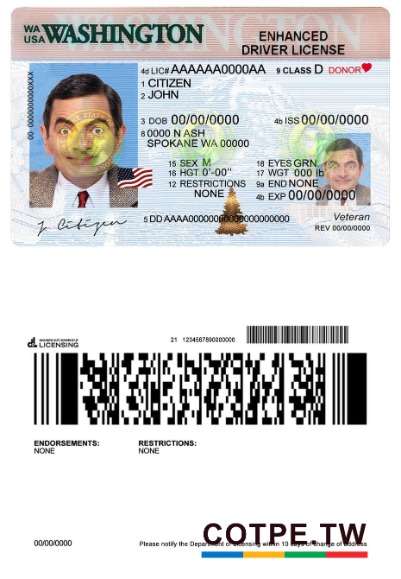 WA WASHINGTON
USA
ENHANCED
DRIVER LICENSE
4d LIC# AAAAAA0000AA 9 CLASS D DONOR
1 CITIZEN
2 JOHN
3 DOB 00/00/0000 4b ISS 00/00/0000
8 0000 N ASH
SPOKANE WA 00000
15 SEX M 18 EYES GRN
16 HGT 0'-00" 17 WGT 000 lb
12 RESTRICTIONS 9a END NONE
NONE 4b EXP 00/00/0000
J. Citizen
Veteran
REV 00/00/0000
LICENSING
21 1234567890000000
ENDORSEMENTS: RESTRICTIONS:
NONE NONE
00/00/0000 Please notify the Department of Licensing within 10 days of change of address
COTPE.TW